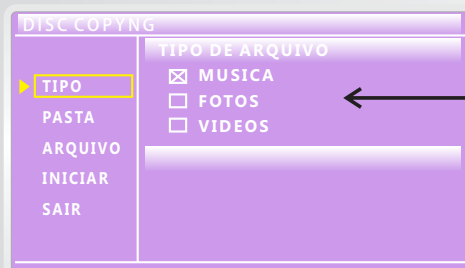 DISC COPYNG
TIPO DE ARQUIVO
TIPO
MUSICA
FOTOS
VIDEOS
PASTA
ARQUIVO
INICIAR
SAIR